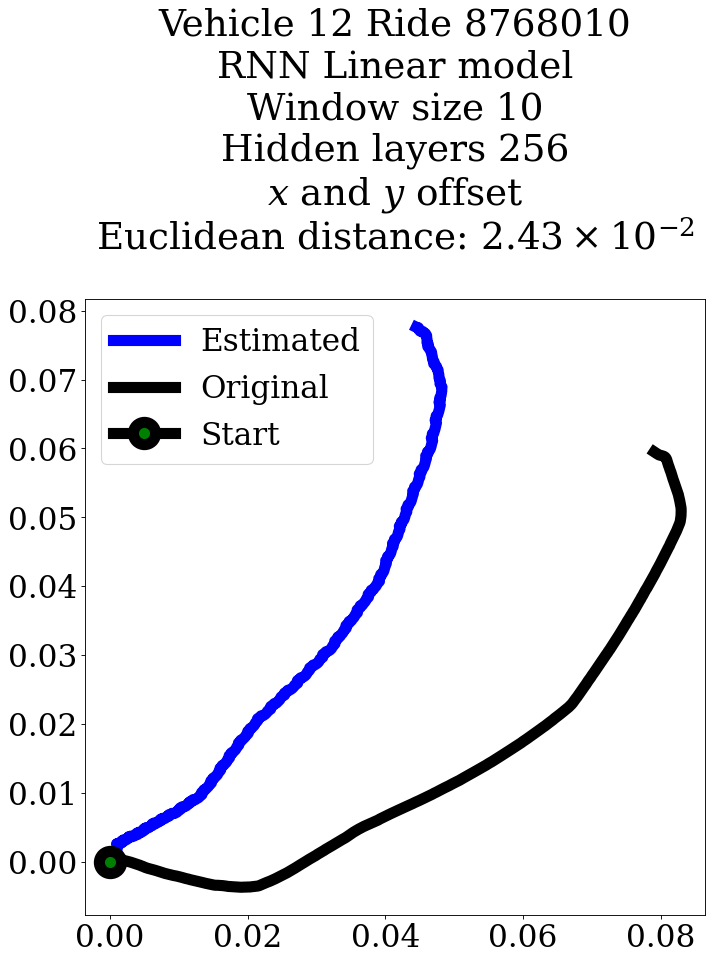 Vehicle 12 Ride 8768010
RNN Linear model
Window size 10
Hidden layers 256
x and y offset
Euclidean distance: 2.43 × 10⁻²
0.08
0.07
0.06
0.05
0.04
0.03
0.02
0.01
0.00
Estimated
Original
Start
0.00 0.02 0.04 0.06 0.08